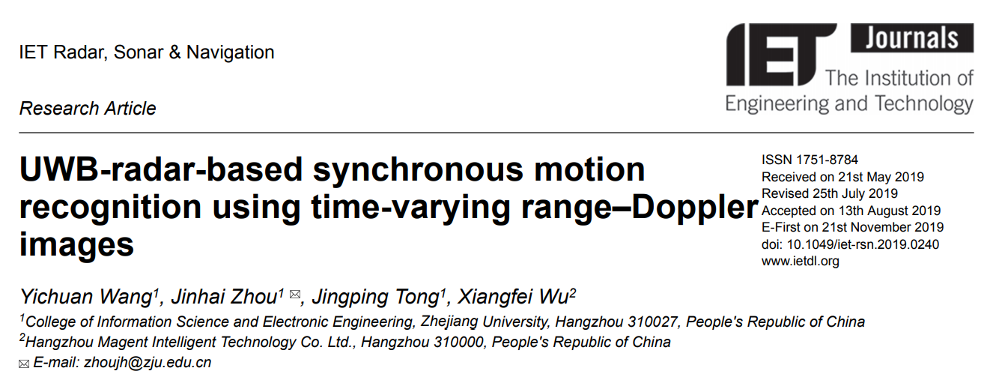 IET Radar, Sonar & Navigation
IET Journals
The Institution of
Engineering and Technology
Research Article
UWB-radar-based synchronous motion
recognition using time-varying range–Doppler
images
ISSN 1751-8784
Received on 21st May 2019
Revised 25th July 2019
Accepted on 13th August 2019
E-First on 21st November 2019
doi: 10.1049/iet-rsn.2019.0240
www.ietdl.org
Yichuan Wang1, Jinhai Zhou1 ✉, Jingping Tong1, Xiangfei Wu2
1College of Information Science and Electronic Engineering, Zhejiang University, Hangzhou 310027, People's Republic of China
2Hangzhou Magent Intelligent Technology Co. Ltd., Hangzhou 310000, People's Republic of China
✉ E-mail: zhoujh@zju.edu.cn